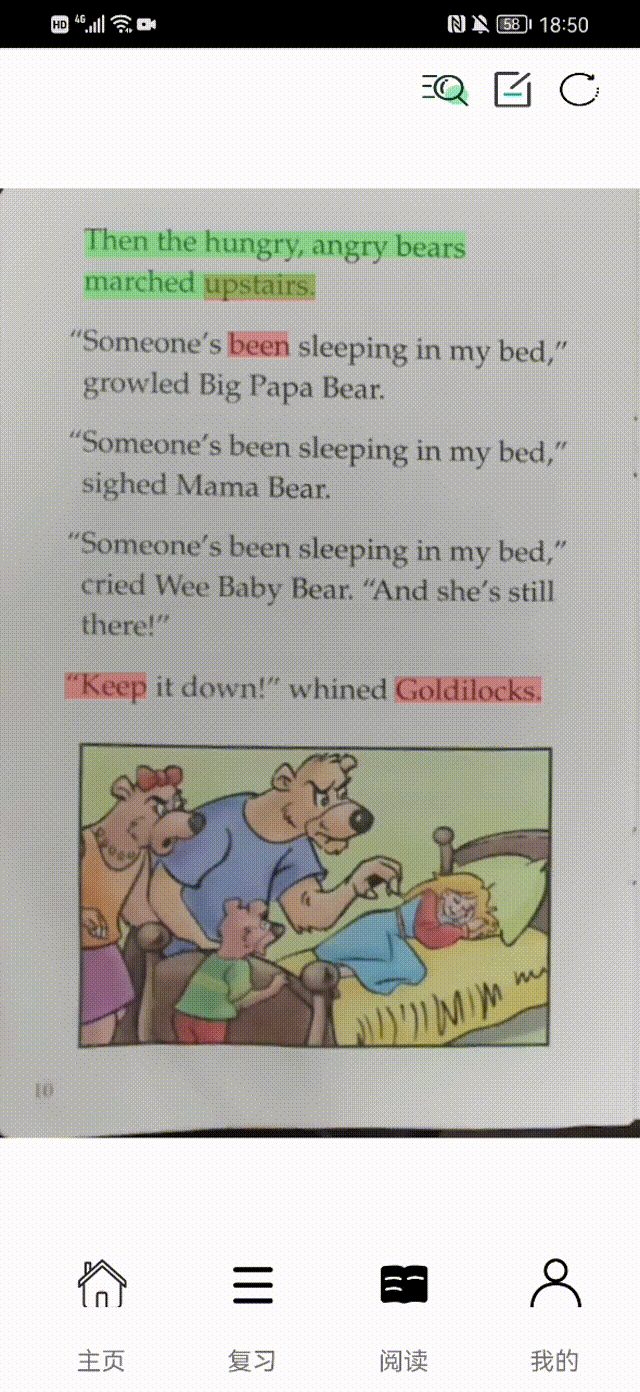 HD 4G 58 18:50
Then the hungry, angry bears
marched upstairs.
“Someone’s been sleeping in my bed,”
growled Big Papa Bear.
“Someone’s been sleeping in my bed,”
sighed Mama Bear.
“Someone’s been sleeping in my bed,”
cried Wee Baby Bear. “And she’s still
there!”
“Keep it down!” whined Goldilocks.
10
主页 复习 阅读 我的